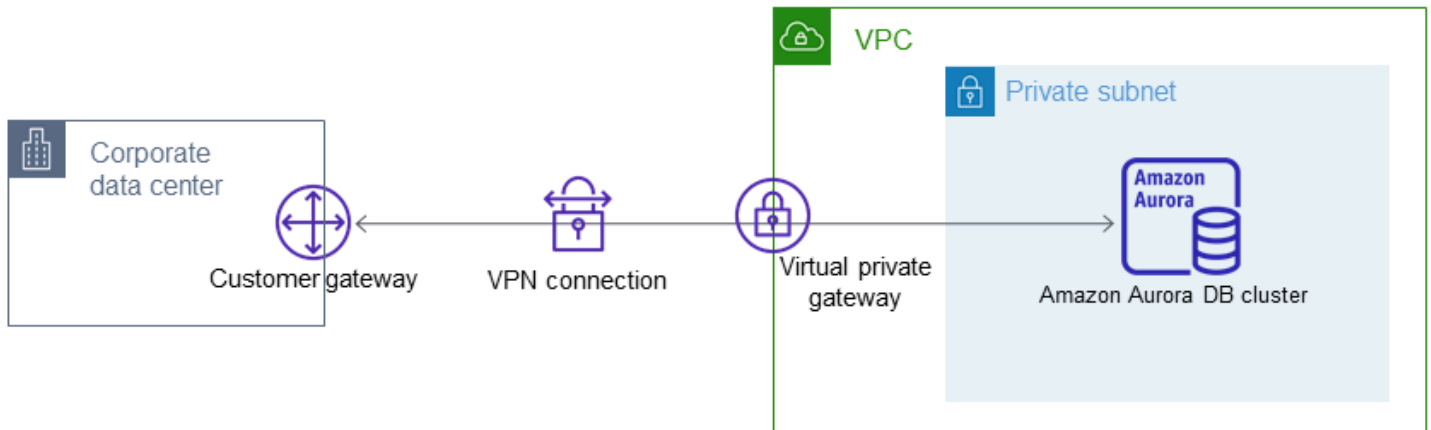 VPC
Private subnet
Corporate
data center
Amazon
Aurora
Customer gateway
VPN connection
Virtual private
gateway
Amazon Aurora DB cluster